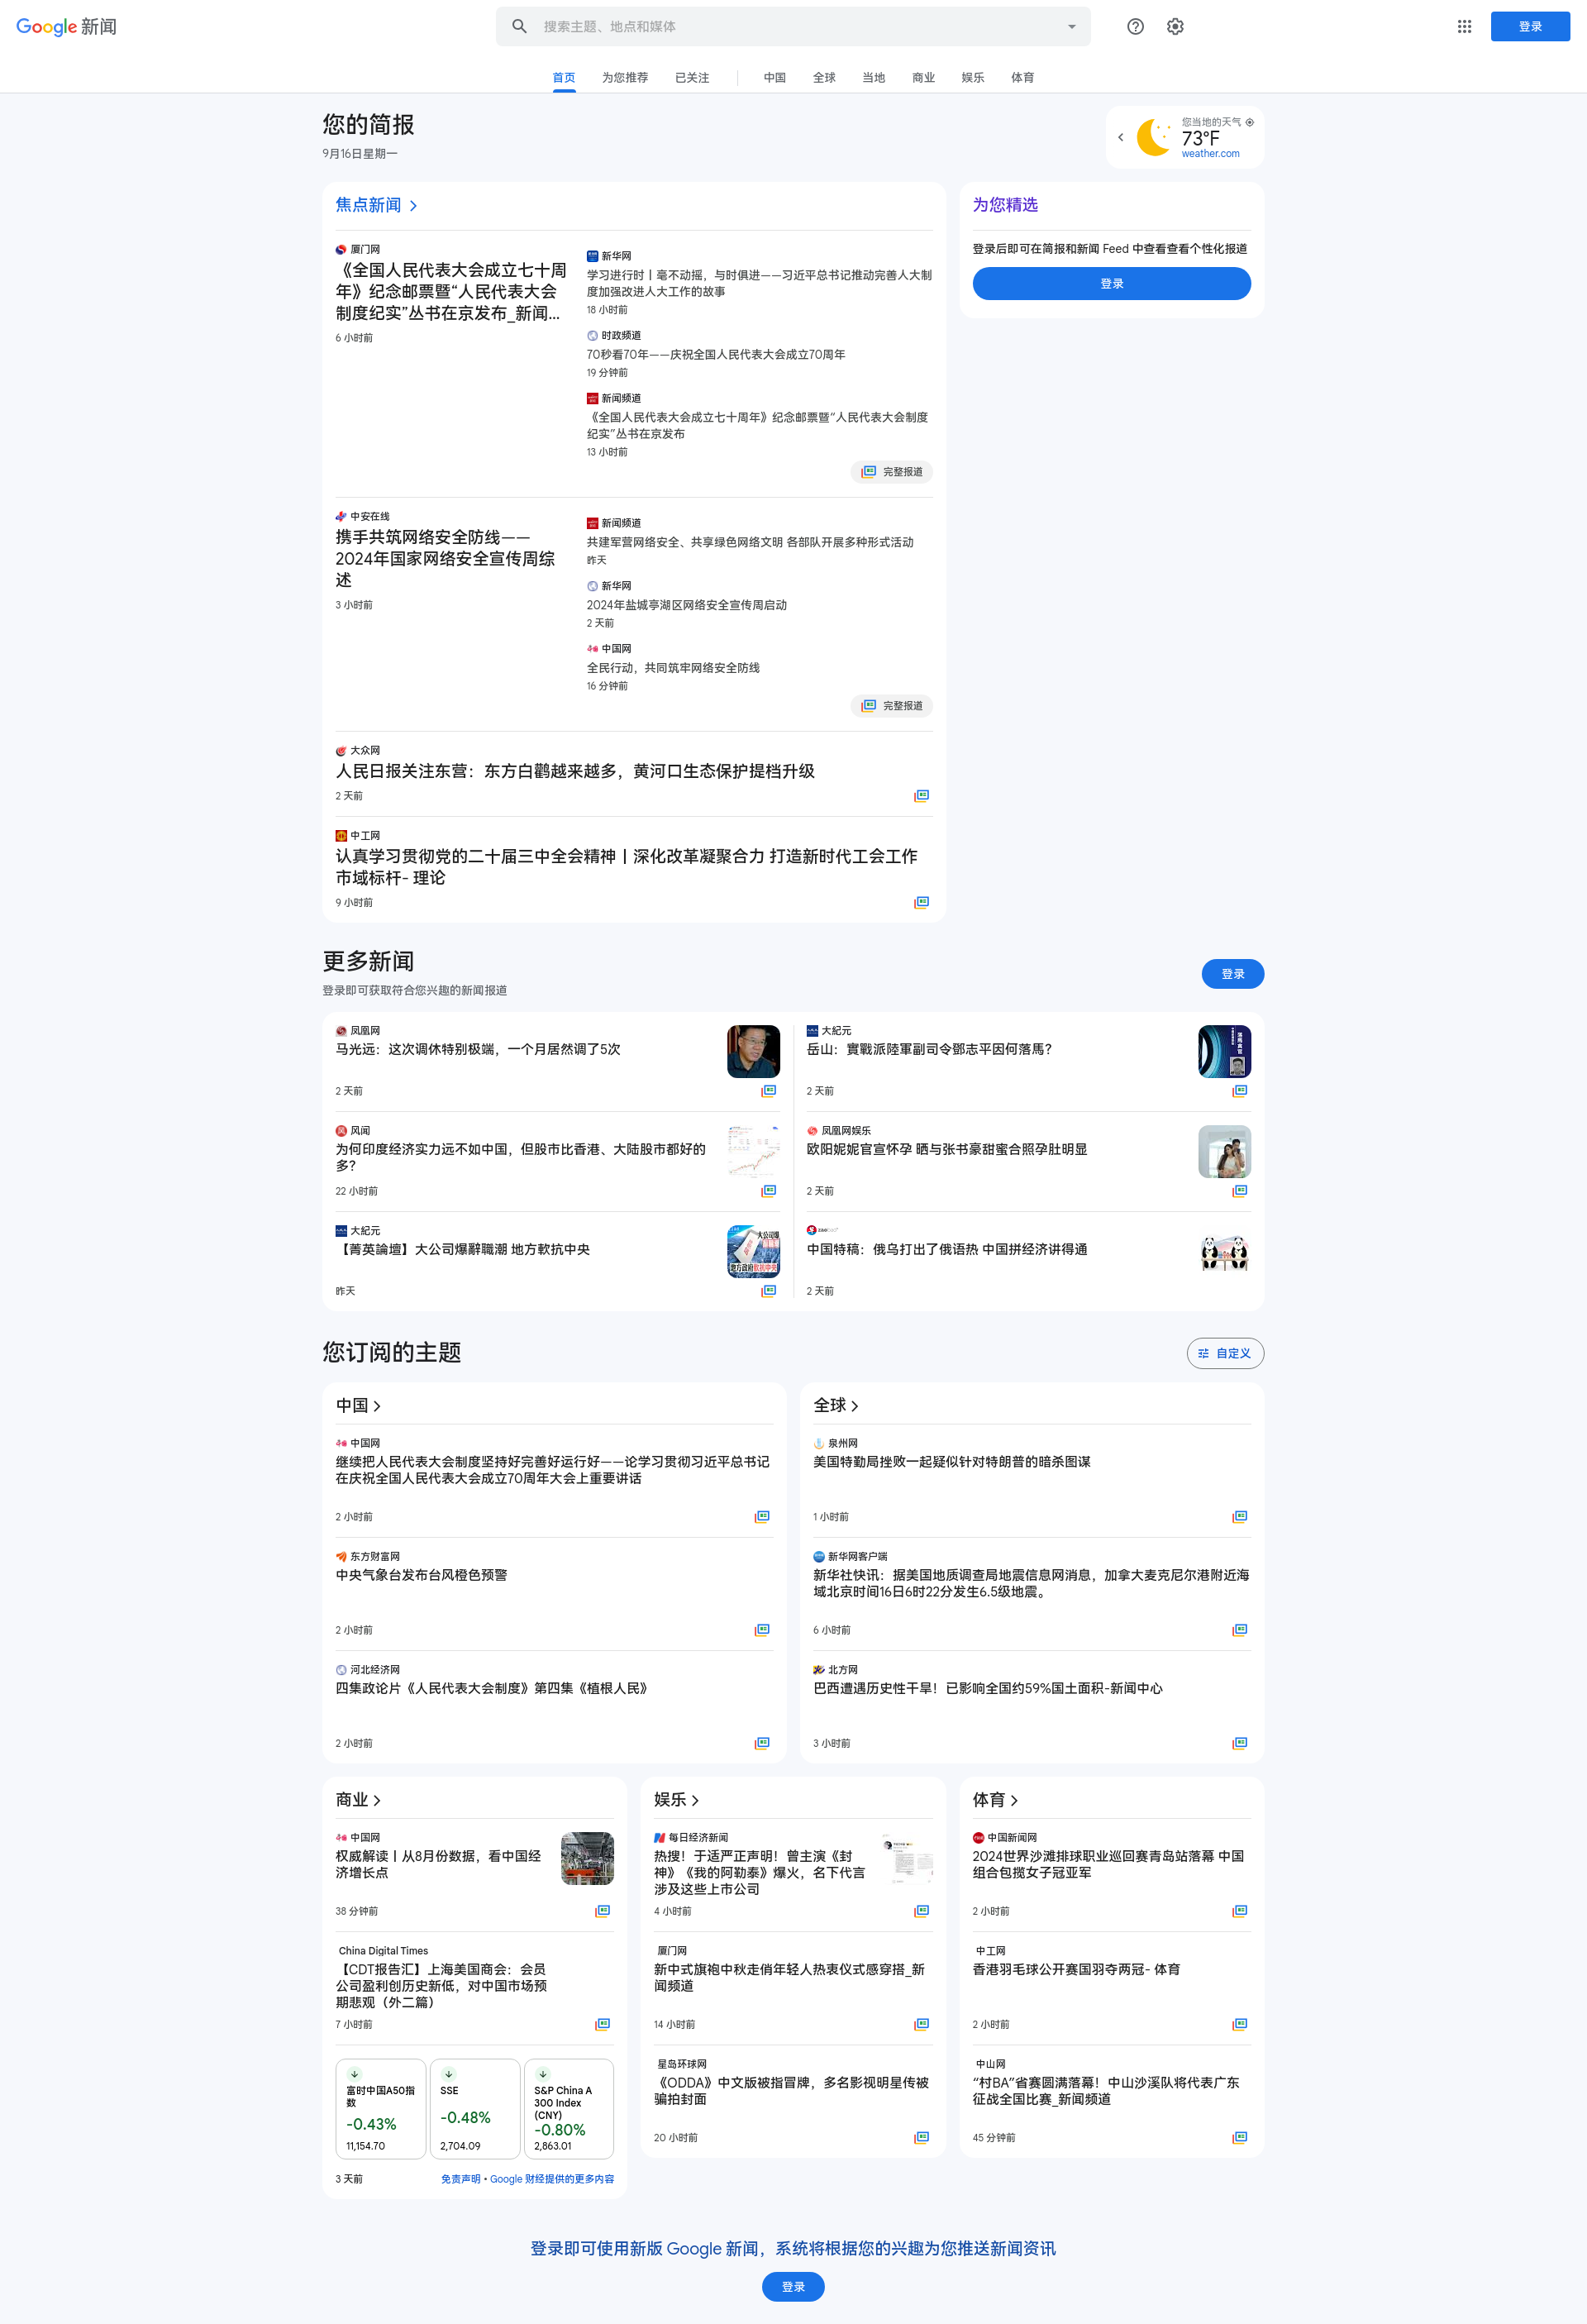 Google 新闻
搜索主题、地点和媒体
登录
首页
为您推荐
已关注
中国
全球
当地
商业
娱乐
体育
您的简报
9月16日星期一
您当地的天气
73°F
weather.com
焦点新闻
厦门网
《全国人民代表大会成立七十周
年》纪念邮票暨“人民代表大会
制度纪实”丛书在京发布_新闻...
6 小时前
新华网
学习进行时丨毫不动摇，与时俱进——习近平总书记推动完善人大制
度加强改进人大工作的故事
18 小时前
时政频道
70秒看70年——庆祝全国人民代表大会成立70周年
19 分钟前
新闻频道
《全国人民代表大会成立七十周年》纪念邮票暨“人民代表大会制度
纪实”丛书在京发布
13 小时前
完整报道
中安在线
携手共筑网络安全防线——
2024年国家网络安全宣传周综
述
3 小时前
新闻频道
共建军营网络安全、共享绿色网络文明 各部队开展多种形式活动
昨天
新华网
2024年盐城亭湖区网络安全宣传周启动
2 天前
中国网
全民行动，共同筑牢网络安全防线
16 分钟前
完整报道
大众网
人民日报关注东营：东方白鹳越来越多，黄河口生态保护提档升级
2 天前
中工网
认真学习贯彻党的二十届三中全会精神丨深化改革凝聚合力 打造新时代工会工作
市域标杆- 理论
9 小时前
为您精选
登录后即可在简报和新闻 Feed 中查看查看个性化报道
登录
更多新闻
登录即可获取符合您兴趣的新闻报道
登录
凤凰网
马光远：这次调休特别极端，一个月居然调了5次
2 天前
大紀元
岳山：實戰派陸軍副司令鄧志平因何落馬？
2 天前
风闻
为何印度经济实力远不如中国，但股市比香港、大陆股市都好的
多？
22 小时前
凤凰网娱乐
欧阳妮妮官宣怀孕 晒与张书豪甜蜜合照孕肚明显
2 天前
大紀元
【菁英論壇】大公司爆辭職潮 地方軟抗中央
昨天
中国特稿：俄乌打出了俄语热 中国拼经济讲得通
2 天前
您订阅的主题
自定义
中国
中国网
继续把人民代表大会制度坚持好完善好运行好——论学习贯彻习近平总书记
在庆祝全国人民代表大会成立70周年大会上重要讲话
2 小时前
东方财富网
中央气象台发布台风橙色预警
2 小时前
河北经济网
四集政论片《人民代表大会制度》第四集《植根人民》
2 小时前
全球
泉州网
美国特勤局挫败一起疑似针对特朗普的暗杀图谋
1 小时前
新华网客户端
新华社快讯：据美国地质调查局地震信息网消息，加拿大麦克尼尔港附近海
域北京时间16日6时22分发生6.5级地震。
6 小时前
北方网
巴西遭遇历史性干旱！已影响全国约59%国土面积-新闻中心
3 小时前
商业
中国网
权威解读丨从8月份数据，看中国经
济增长点
38 分钟前
China Digital Times
【CDT报告汇】上海美国商会：会员
公司盈利创历史新低，对中国市场预
期悲观（外二篇）
7 小时前
富时中国A50指
数
-0.43%
11,154.70
SSE
-0.48%
2,704.09
S&P China A
300 Index
(CNY)
-0.80%
2,863.01
3 天前
免责声明 • Google 财经提供的更多内容
娱乐
每日经济新闻
热搜！于适严正声明！曾主演《封
神》《我的阿勒泰》爆火，名下代言
涉及这些上市公司
4 小时前
厦门网
新中式旗袍中秋走俏年轻人热衷仪式感穿搭_新
闻频道
14 小时前
星岛环球网
《ODDA》中文版被指冒牌，多名影视明星传被
骗拍封面
20 小时前
体育
中国新闻网
2024世界沙滩排球职业巡回赛青岛站落幕 中国
组合包揽女子冠亚军
2 小时前
中工网
香港羽毛球公开赛国羽夺两冠- 体育
2 小时前
中山网
“村BA”省赛圆满落幕！中山沙溪队将代表广东
征战全国比赛_新闻频道
45 分钟前
登录即可使用新版 Google 新闻，系统将根据您的兴趣为您推送新闻资讯
登录